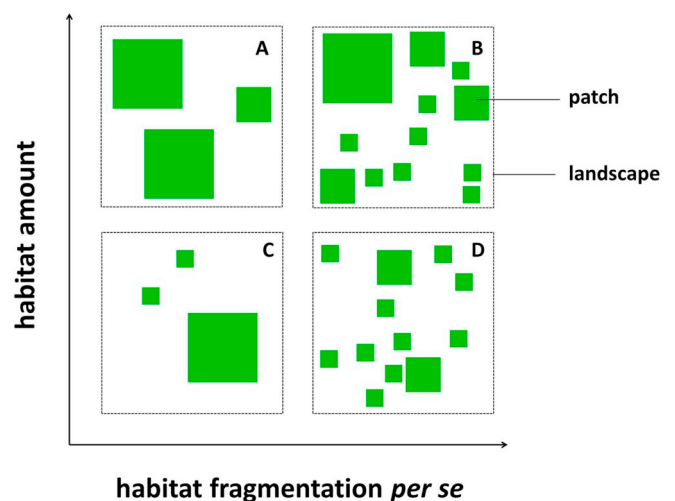 A
B
patch
landscape
C
D
habitat amount
habitat fragmentation per se